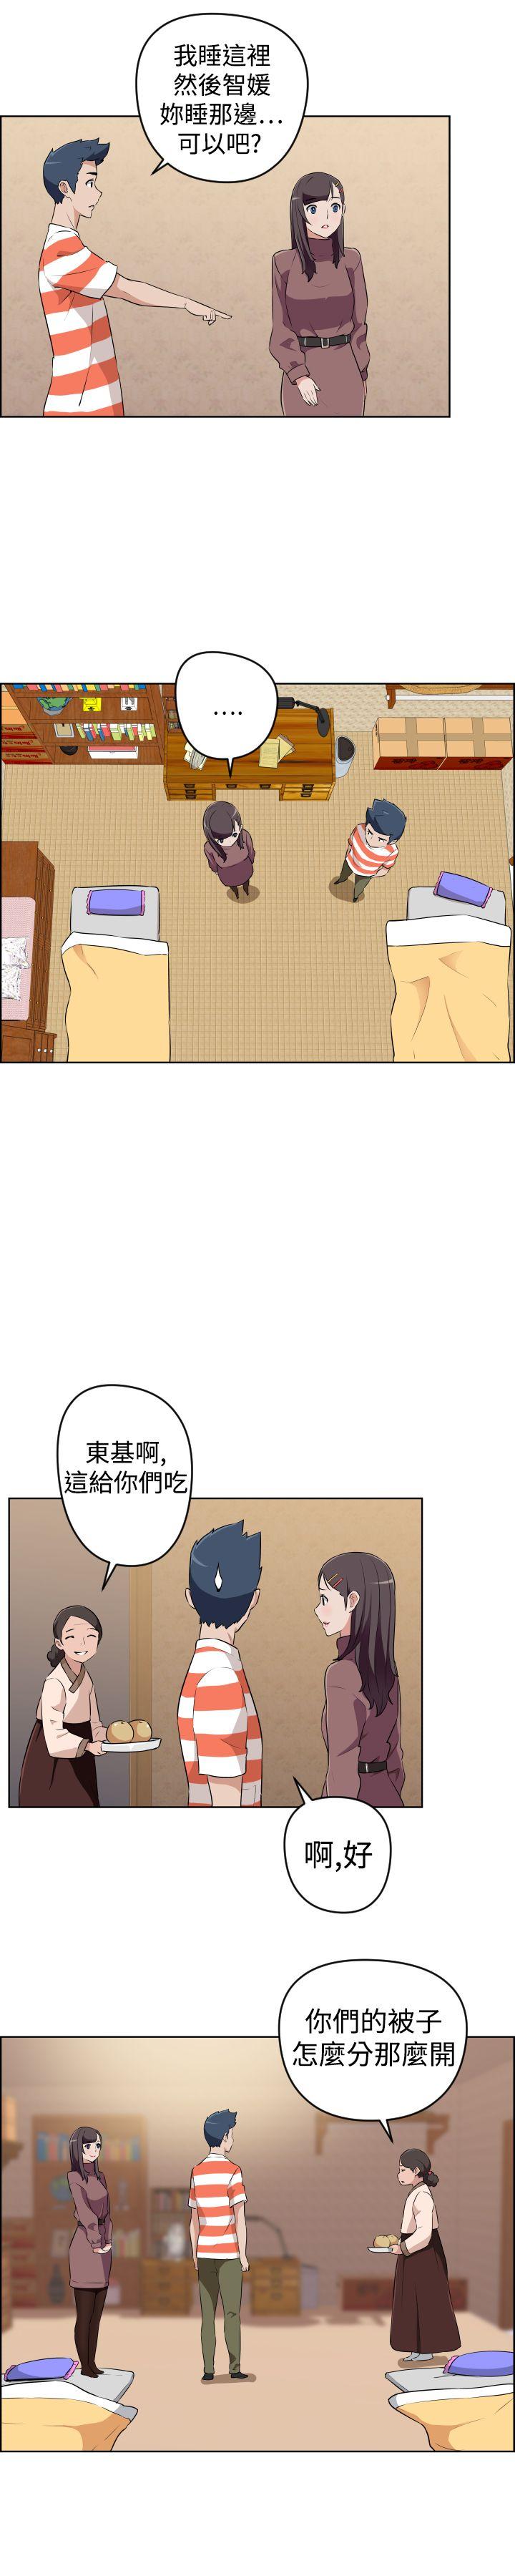 我睡這裡
然後智媛
妳睡那邊...
可以吧?
....
東基啊,
這給你們吃
啊,好
你們的被子
怎麼分那麼開